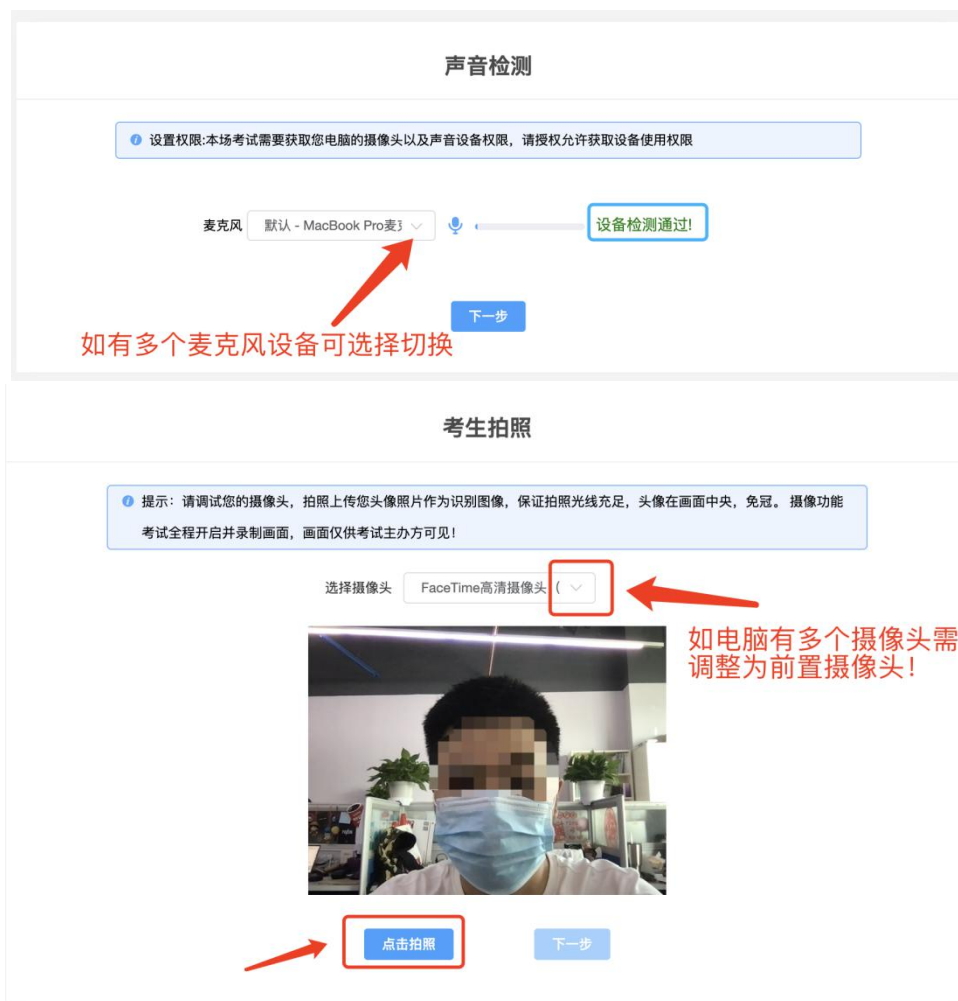 声音检测
设置权限:本场考试需要获取您电脑的摄像头以及声音设备权限，请授权允许获取设备使用权限
麦克风 默认 - MacBook Pro麦 设备检测通过!
下一步
如有多个麦克风设备可选择切换
考生拍照
提示：请调试您的摄像头，拍照上传您头像照片作为识别图像，保证拍照光线充足，头像在画面中央，免冠。 摄像功能
考试全程开启并录制画面，画面仅供考试主办方可见！
选择摄像头 FaceTime高清摄像头（
如电脑有多个摄像头需
调整为前置摄像头！
点击拍照 下一步